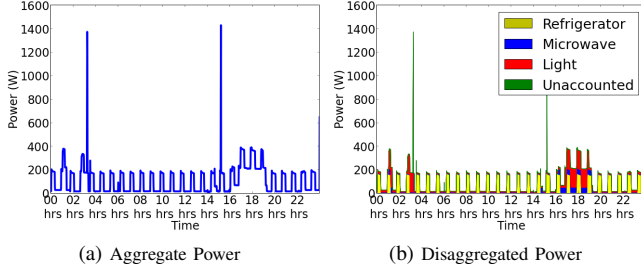 1600
1400
1200
1000
800
600
400
200
0
Power (W)
00 02 04 06 08 10 12 14 16 18 20 22
hrs hrs hrs hrs hrs hrs hrs hrs hrs hrs hrs hrs
Time
(a) Aggregate Power
1600
1400
1200
1000
800
600
400
200
0
Power (W)
Refrigerator
Microwave
Light
Unaccounted
00 02 04 06 08 10 12 14 16 18 20 22
hrs hrs hrs hrs hrs hrs hrs hrs hrs hrs hrs hrs
Time
(b) Disaggregated Power